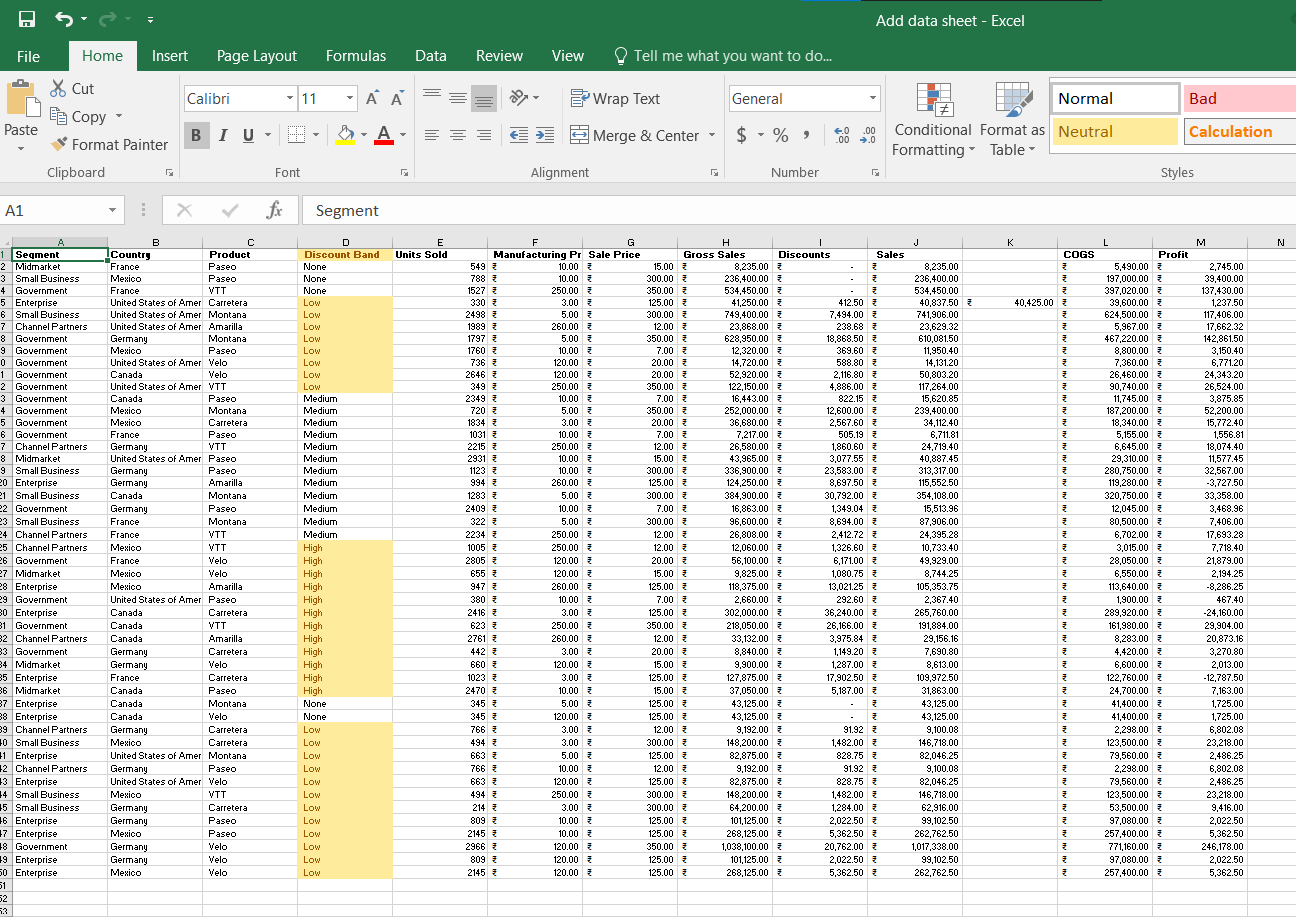 Add data sheet - Excel
File Home Insert Page Layout Formulas Data Review View Tell me what you want to do...
Cut
Copy
Format Painter
Paste
Clipboard
Calibri 11
B I U A
Font
Wrap Text
Merge & Center
Alignment
General
$ % ,
Number
Conditional Formatting
Format as Table
Normal Bad
Neutral Calculation
Styles
A1 fx Segment
A B C D E F G H I J K L M N
1 Segment Country Product Discount Band Units Sold Manufacturing Pr Sale Price Gross Sales Discounts Sales COGS Profit
2 Midmarket France Paseo None 549 ₹ 10.00 ₹ 15.00 ₹ 8,235.00 ₹ - ₹ 8,235.00 ₹ 5,490.00 ₹ 2,745.00
3 Small Business Mexico Paseo None 788 ₹ 10.00 ₹ 300.00 ₹ 236,400.00 ₹ - ₹ 236,400.00 ₹ 197,000.00 ₹ 39,400.00
4 Government France VTT None 1527 ₹ 250.00 ₹ 350.00 ₹ 534,450.00 ₹ - ₹ 534,450.00 ₹ 397,020.00 ₹ 137,430.00
5 Enterprise United States of Amer Carretera Low 330 ₹ 3.00 ₹ 125.00 ₹ 41,250.00 ₹ 412.50 ₹ 40,837.50 ₹ 40,425.00 ₹ 39,600.00 ₹ 1,237.50
6 Small Business United States of Amer Montana Low 2498 ₹ 5.00 ₹ 300.00 ₹ 749,400.00 ₹ 7,494.00 ₹ 741,906.00 ₹ 624,500.00 ₹ 117,406.00
7 Channel Partners United States of Amer Amarilla Low 1989 ₹ 260.00 ₹ 12.00 ₹ 23,868.00 ₹ 238.68 ₹ 23,629.32 ₹ 5,967.00 ₹ 17,662.32
8 Government Germany Montana Low 1797 ₹ 5.00 ₹ 350.00 ₹ 628,950.00 ₹ 18,868.50 ₹ 610,081.50 ₹ 467,220.00 ₹ 142,861.50
9 Government Mexico Paseo Low 1760 ₹ 10.00 ₹ 7.00 ₹ 12,320.00 ₹ 369.60 ₹ 11,950.40 ₹ 8,800.00 ₹ 3,150.40
0 Government United States of Amer Velo Low 736 ₹ 120.00 ₹ 20.00 ₹ 14,720.00 ₹ 588.80 ₹ 14,131.20 ₹ 7,360.00 ₹ 6,771.20
1 Government Canada Velo Low 2646 ₹ 120.00 ₹ 20.00 ₹ 52,920.00 ₹ 2,116.80 ₹ 50,803.20 ₹ 26,460.00 ₹ 24,343.20
2 Government United States of Amer VTT Low 349 ₹ 250.00 ₹ 350.00 ₹ 122,150.00 ₹ 4,886.00 ₹ 117,264.00 ₹ 90,740.00 ₹ 26,524.00
3 Government Canada Paseo Medium 2349 ₹ 10.00 ₹ 7.00 ₹ 16,443.00 ₹ 822.15 ₹ 15,620.85 ₹ 11,745.00 ₹ 3,875.85
4 Government Mexico Montana Medium 720 ₹ 5.00 ₹ 350.00 ₹ 252,000.00 ₹ 12,600.00 ₹ 239,400.00 ₹ 187,200.00 ₹ 52,200.00
5 Government Mexico Carretera Medium 1834 ₹ 3.00 ₹ 20.00 ₹ 36,680.00 ₹ 2,567.60 ₹ 34,112.40 ₹ 18,340.00 ₹ 15,772.40
6 Government France Paseo Medium 1031 ₹ 10.00 ₹ 7.00 ₹ 7,217.00 ₹ 505.19 ₹ 6,711.81 ₹ 5,155.00 ₹ 1,556.81
7 Channel Partners Germany VTT Medium 2215 ₹ 250.00 ₹ 12.00 ₹ 26,580.00 ₹ 1,860.60 ₹ 24,719.40 ₹ 6,645.00 ₹ 18,074.40
8 Midmarket United States of Amer Paseo Medium 2931 ₹ 10.00 ₹ 15.00 ₹ 43,965.00 ₹ 3,077.55 ₹ 40,887.45 ₹ 29,310.00 ₹ 11,577.45
9 Small Business Germany Paseo Medium 1123 ₹ 10.00 ₹ 300.00 ₹ 336,900.00 ₹ 23,583.00 ₹ 313,317.00 ₹ 280,750.00 ₹ 32,567.00
20 Enterprise Germany Amarilla Medium 994 ₹ 260.00 ₹ 125.00 ₹ 124,250.00 ₹ 8,697.50 ₹ 115,552.50 ₹ 119,280.00 ₹ -3,727.50
21 Small Business Canada Montana Medium 1283 ₹ 5.00 ₹ 300.00 ₹ 384,900.00 ₹ 30,792.00 ₹ 354,108.00 ₹ 320,750.00 ₹ 33,358.00
22 Government Germany Paseo Medium 2409 ₹ 10.00 ₹ 7.00 ₹ 16,863.00 ₹ 1,349.04 ₹ 15,513.96 ₹ 12,045.00 ₹ 3,468.96
23 Small Business France Montana Medium 322 ₹ 5.00 ₹ 300.00 ₹ 96,600.00 ₹ 8,694.00 ₹ 87,906.00 ₹ 80,500.00 ₹ 7,406.00
24 Channel Partners France VTT Medium 2234 ₹ 250.00 ₹ 12.00 ₹ 26,808.00 ₹ 2,412.72 ₹ 24,395.28 ₹ 6,702.00 ₹ 17,693.28
25 Channel Partners Mexico VTT High 1005 ₹ 250.00 ₹ 12.00 ₹ 12,060.00 ₹ 1,326.60 ₹ 10,733.40 ₹ 3,015.00 ₹ 7,718.40
26 Government France Velo High 2805 ₹ 120.00 ₹ 20.00 ₹ 56,100.00 ₹ 6,171.00 ₹ 49,929.00 ₹ 28,050.00 ₹ 21,879.00
27 Midmarket Mexico Velo High 655 ₹ 120.00 ₹ 15.00 ₹ 9,825.00 ₹ 1,080.75 ₹ 8,744.25 ₹ 6,550.00 ₹ 2,194.25
28 Enterprise Mexico Amarilla High 947 ₹ 260.00 ₹ 125.00 ₹ 118,375.00 ₹ 13,021.25 ₹ 105,353.75 ₹ 113,640.00 ₹ -8,286.25
29 Government United States of Amer Paseo High 380 ₹ 10.00 ₹ 7.00 ₹ 2,660.00 ₹ 292.60 ₹ 2,367.40 ₹ 1,900.00 ₹ 467.40
30 Enterprise Canada Carretera High 2416 ₹ 3.00 ₹ 125.00 ₹ 302,000.00 ₹ 36,240.00 ₹ 265,760.00 ₹ 289,920.00 ₹ -24,160.00
31 Government Canada VTT High 623 ₹ 250.00 ₹ 350.00 ₹ 218,050.00 ₹ 26,166.00 ₹ 191,884.00 ₹ 161,980.00 ₹ 29,904.00
32 Channel Partners Canada Amarilla High 2761 ₹ 260.00 ₹ 12.00 ₹ 33,132.00 ₹ 3,975.84 ₹ 29,156.16 ₹ 8,283.00 ₹ 20,873.16
33 Government Germany Carretera High 442 ₹ 3.00 ₹ 20.00 ₹ 8,840.00 ₹ 1,149.20 ₹ 7,690.80 ₹ 4,420.00 ₹ 3,270.80
34 Midmarket Germany Velo High 660 ₹ 120.00 ₹ 15.00 ₹ 9,900.00 ₹ 1,287.00 ₹ 8,613.00 ₹ 6,600.00 ₹ 2,013.00
35 Enterprise France Carretera High 1023 ₹ 3.00 ₹ 125.00 ₹ 127,875.00 ₹ 17,902.50 ₹ 109,972.50 ₹ 122,760.00 ₹ -12,787.50
36 Midmarket Canada Paseo High 2470 ₹ 10.00 ₹ 15.00 ₹ 37,050.00 ₹ 5,187.00 ₹ 31,863.00 ₹ 24,700.00 ₹ 7,163.00
37 Enterprise Canada Montana None 345 ₹ 5.00 ₹ 125.00 ₹ 43,125.00 ₹ - ₹ 43,125.00 ₹ 41,400.00 ₹ 1,725.00
38 Enterprise Canada Velo None 345 ₹ 120.00 ₹ 125.00 ₹ 43,125.00 ₹ - ₹ 43,125.00 ₹ 41,400.00 ₹ 1,725.00
39 Channel Partners Germany Carretera Low 766 ₹ 3.00 ₹ 12.00 ₹ 9,192.00 ₹ 91.92 ₹ 9,100.08 ₹ 2,298.00 ₹ 6,802.08
40 Small Business Mexico Carretera Low 494 ₹ 3.00 ₹ 300.00 ₹ 148,200.00 ₹ 1,482.00 ₹ 146,718.00 ₹ 123,500.00 ₹ 23,218.00
41 Enterprise United States of Amer Montana Low 663 ₹ 5.00 ₹ 125.00 ₹ 82,875.00 ₹ 828.75 ₹ 82,046.25 ₹ 79,560.00 ₹ 2,486.25
42 Channel Partners Germany Paseo Low 766 ₹ 10.00 ₹ 12.00 ₹ 9,192.00 ₹ 91.92 ₹ 9,100.08 ₹ 2,298.00 ₹ 6,802.08
43 Enterprise United States of Amer Velo Low 663 ₹ 120.00 ₹ 125.00 ₹ 82,875.00 ₹ 828.75 ₹ 82,046.25 ₹ 79,560.00 ₹ 2,486.25
44 Small Business Mexico VTT Low 494 ₹ 250.00 ₹ 300.00 ₹ 148,200.00 ₹ 1,482.00 ₹ 146,718.00 ₹ 123,500.00 ₹ 23,218.00
45 Small Business Germany Carretera Low 214 ₹ 3.00 ₹ 300.00 ₹ 64,200.00 ₹ 1,284.00 ₹ 62,916.00 ₹ 53,500.00 ₹ 9,416.00
46 Enterprise Germany Paseo Low 809 ₹ 10.00 ₹ 125.00 ₹ 101,125.00 ₹ 2,022.50 ₹ 99,102.50 ₹ 97,080.00 ₹ 2,022.50
47 Enterprise Mexico Paseo Low 2145 ₹ 10.00 ₹ 125.00 ₹ 268,125.00 ₹ 5,362.50 ₹ 262,762.50 ₹ 257,400.00 ₹ 5,362.50
48 Government Germany Velo Low 2966 ₹ 120.00 ₹ 350.00 ₹ 1,038,100.00 ₹ 20,762.00 ₹ 1,017,338.00 ₹ 771,160.00 ₹ 246,178.00
49 Enterprise Germany Velo Low 809 ₹ 120.00 ₹ 125.00 ₹ 101,125.00 ₹ 2,022.50 ₹ 99,102.50 ₹ 97,080.00 ₹ 2,022.50
50 Enterprise Mexico Velo Low 2145 ₹ 120.00 ₹ 125.00 ₹ 268,125.00 ₹ 5,362.50 ₹ 262,762.50 ₹ 257,400.00 ₹ 5,362.50
51
52
53